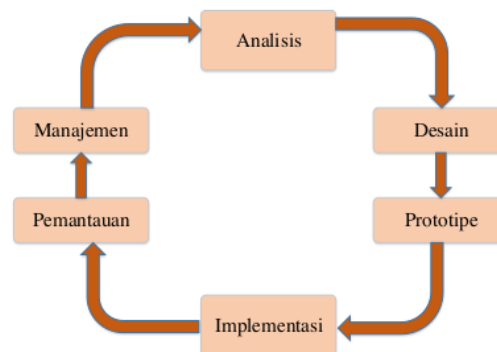 Analisis
Desain
Prototipe
Implementasi
Pemantauan
Manajemen